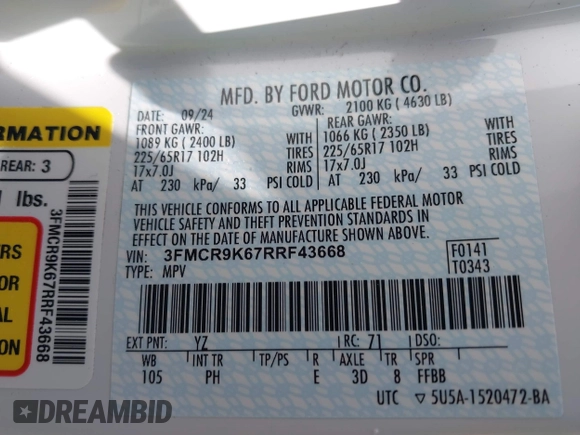 MFD. BY FORD MOTOR CO.
DATE: 09/24 GVWR: 2100 KG ( 4630 LB)
FRONT GAWR: REAR GAWR:
1089 KG ( 2400 LB) WITH 1066 KG ( 2350 LB) WITH
225/65R17 102H TIRES 225/65R17 102H TIRES
17x7.0J RIMS 17x7.0J RIMS
AT 230 kPa/ 33 PSI COLD AT 230 kPa/ 33 PSI COLD
THIS VEHICLE CONFORMS TO ALL APPLICABLE FEDERAL MOTOR
VEHICLE SAFETY AND THEFT PREVENTION STANDARDS IN
EFFECT ON THE DATE OF MANUFACTURE SHOWN ABOVE.
VIN: 3FMCR9K67RRF43668 F0141
TYPE: MPV T0343
EXT PNT: YZ RC: 71 DSO:
WB INT TR TP/PS R AXLE TR SPR
105 PH E 3D 8 FFBB
UTC ▽5U5A-1520472-BA
RMATION
REAR: 3
lbs.
3FMCR9K67RRF43668
ERS
OR
AL
ION
DREAMBID